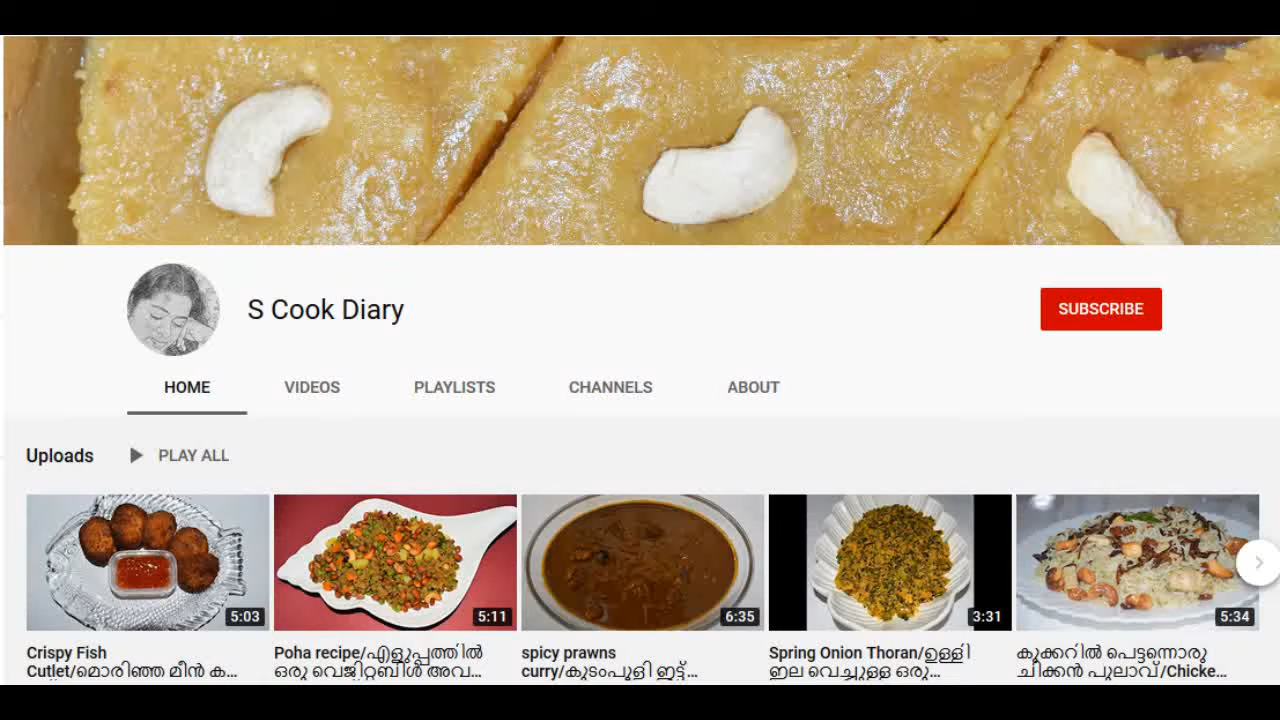 S Cook Diary
SUBSCRIBE
HOME VIDEOS PLAYLISTS CHANNELS ABOUT
Uploads PLAY ALL
5:03 5:11 6:35 3:31 5:34
Crispy Fish
Cutlet/മൊരിഞ്ഞ മീൻ ക...
Poha recipe/എളുപ്പത്തിൽ
ഒരു വെജിറ്റബിൾ അവ...
spicy prawns
curry/കുടംപുളി ഇട്ട്...
Spring Onion Thoran/ഉള്ളി
ഇല വെച്ചുള്ള ഒരു...
കുക്കറിൽ പെട്ടന്നൊരു
ചിക്കൻ പുലാവ്/Chicke...